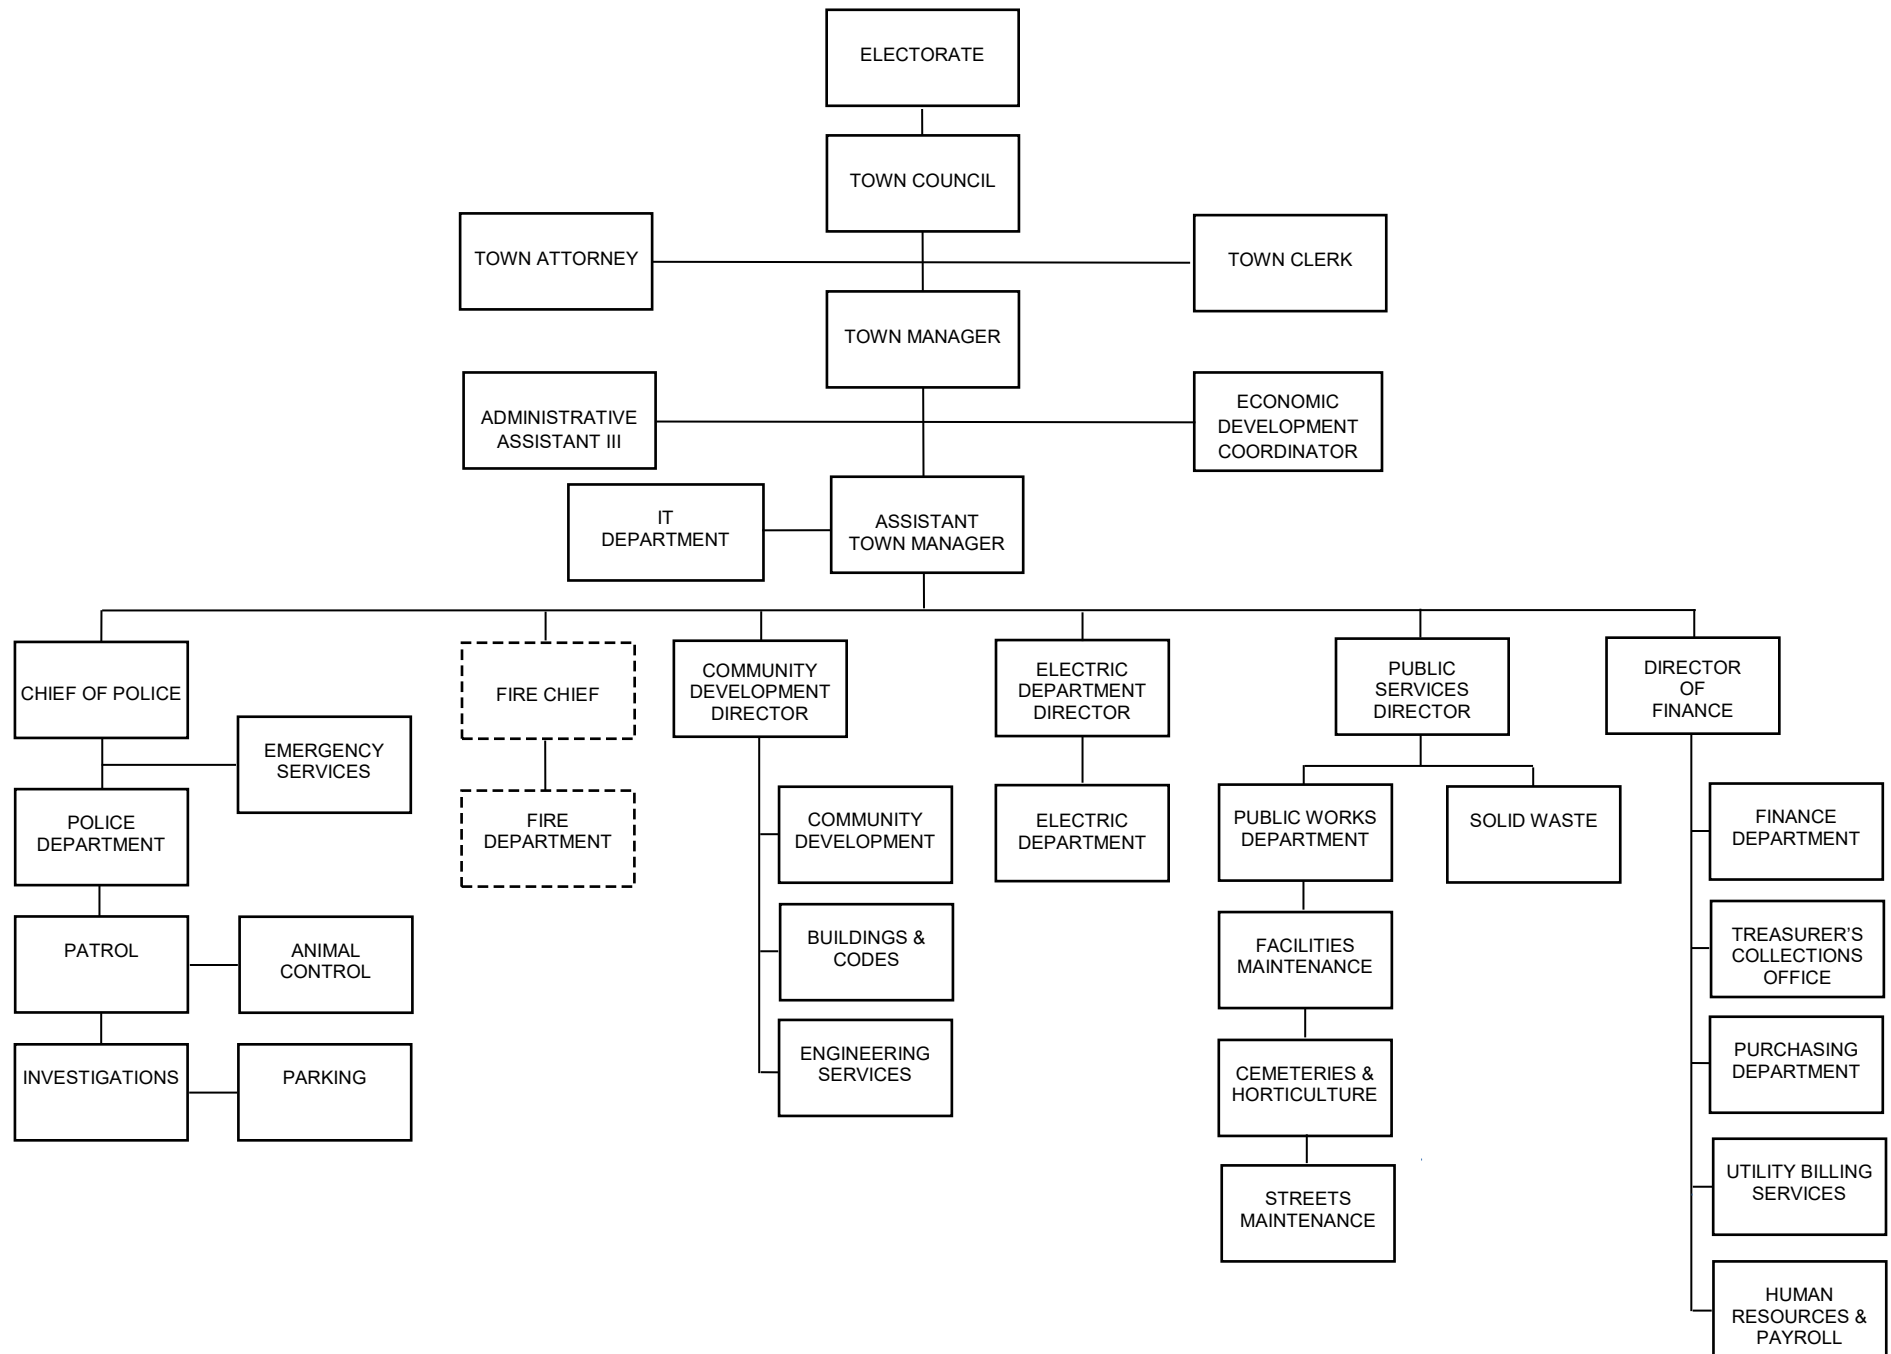 ELECTORATE
TOWN COUNCIL
TOWN ATTORNEY
TOWN CLERK
TOWN MANAGER
ADMINISTRATIVE
ASSISTANT III
ECONOMIC
DEVELOPMENT
COORDINATOR
IT
DEPARTMENT
ASSISTANT
TOWN MANAGER
CHIEF OF POLICE
FIRE CHIEF
COMMUNITY
DEVELOPMENT
DIRECTOR
ELECTRIC
DEPARTMENT
DIRECTOR
PUBLIC
SERVICES
DIRECTOR
DIRECTOR
OF
FINANCE
EMERGENCY
SERVICES
POLICE
DEPARTMENT
FIRE
DEPARTMENT
COMMUNITY
DEVELOPMENT
ELECTRIC
DEPARTMENT
PUBLIC WORKS
DEPARTMENT
SOLID WASTE
FINANCE
DEPARTMENT
PATROL
ANIMAL
CONTROL
BUILDINGS &
CODES
FACILITIES
MAINTENANCE
TREASURER’S
COLLECTIONS
OFFICE
INVESTIGATIONS
PARKING
ENGINEERING
SERVICES
CEMETERIES &
HORTICULTURE
PURCHASING
DEPARTMENT
STREETS
MAINTENANCE
UTILITY BILLING
SERVICES
HUMAN
RESOURCES &
PAYROLL